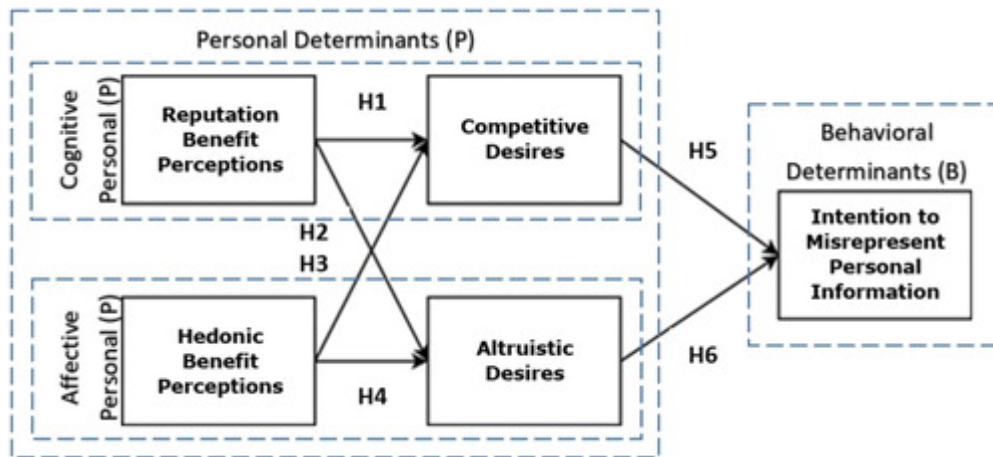 Personal Determinants (P)
Cognitive
Personal (P)
Reputation
Benefit
Perceptions
H1
Competitive
Desires
H2
H3
Affective
Personal (P)
Hedonic
Benefit
Perceptions
H4
Altruistic
Desires
H5
H6
Behavioral
Determinants (B)
Intention to
Misrepresent
Personal
Information